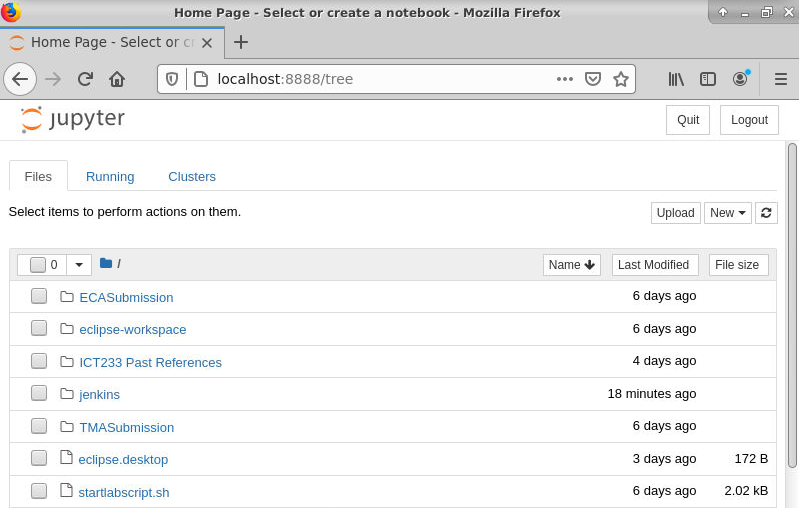 Home Page - Select or create a notebook - Mozilla Firefox
Home Page - Select or c
localhost:8888/tree
jupyter
Quit
Logout
Files
Running
Clusters
Select items to perform actions on them.
Upload
New
0
/
Name
Last Modified
File size
ECASubmission 6 days ago
eclipse-workspace 6 days ago
ICT233 Past References 4 days ago
jenkins 18 minutes ago
TMASubmission 6 days ago
eclipse.desktop 3 days ago 172 B
startlabscript.sh 6 days ago 2.02 kB